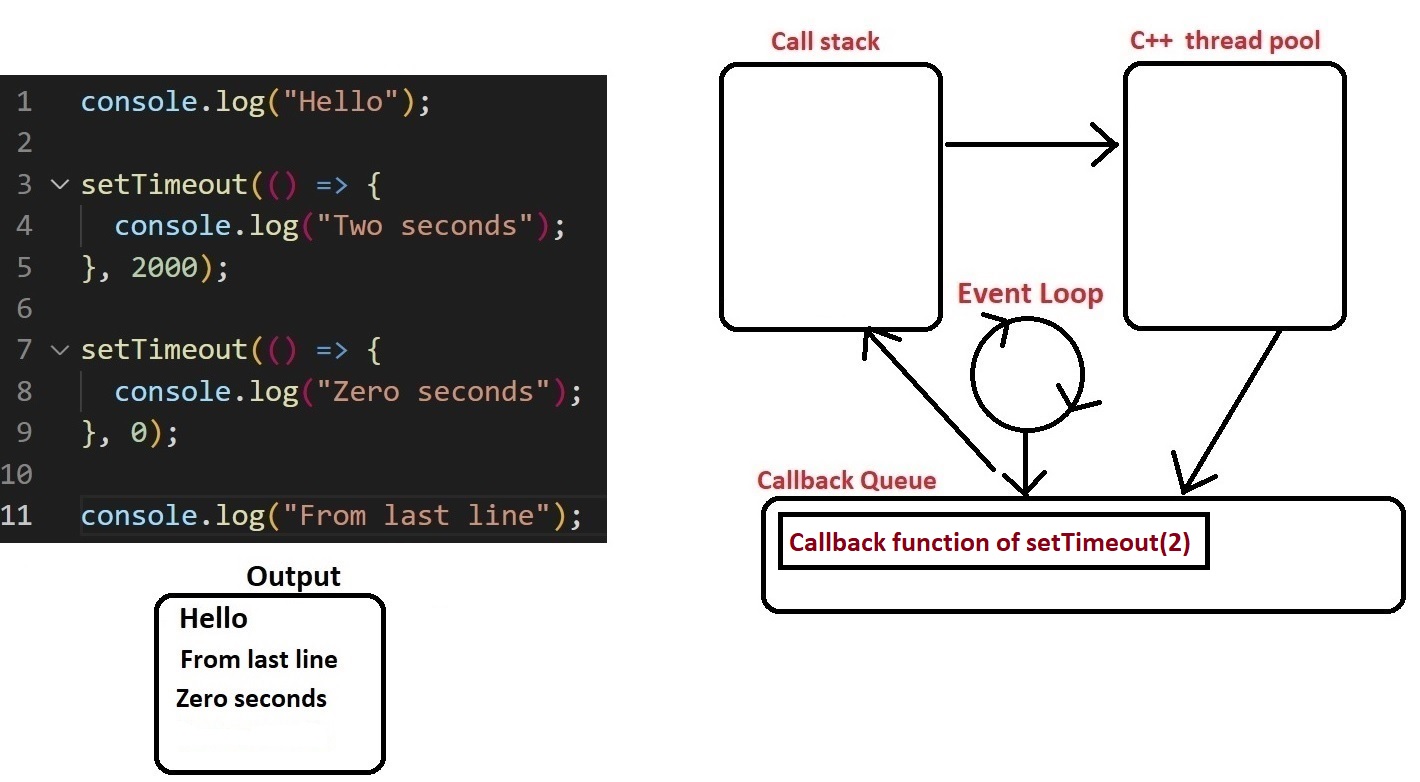 1 console.log("Hello");
2
3 setTimeout(() => {
4 console.log("Two seconds");
5 }, 2000);
6
7 setTimeout(() => {
8 console.log("Zero seconds");
9 }, 0);
10
11 console.log("From last line");
Output
Hello
From last line
Zero seconds
Call stack
C++ thread pool
Event Loop
Callback Queue
Callback function of setTimeout(2)